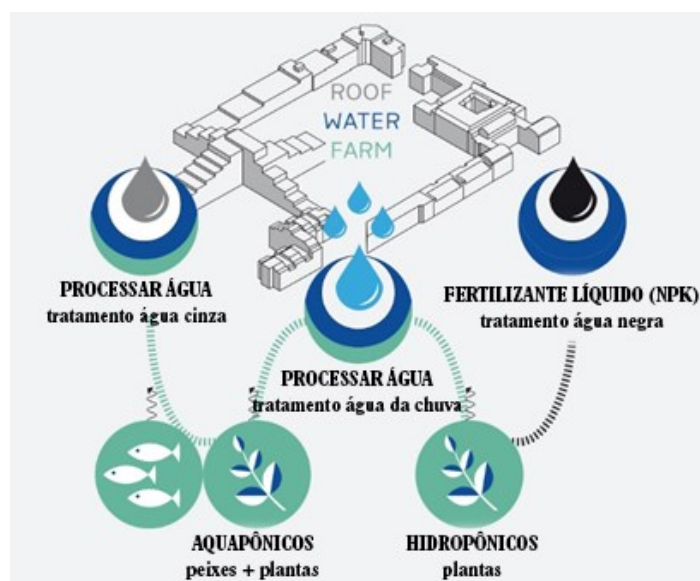 ROOF
WATER
FARM
PROCESSAR ÁGUA
tratamento água cinza
FERTILIZANTE LÍQUIDO (NPK)
tratamento água negra
PROCESSAR ÁGUA
tratamento água da chuva
AQUAPÔNICOS
peixes + plantas
HIDROPÔNICOS
plantas